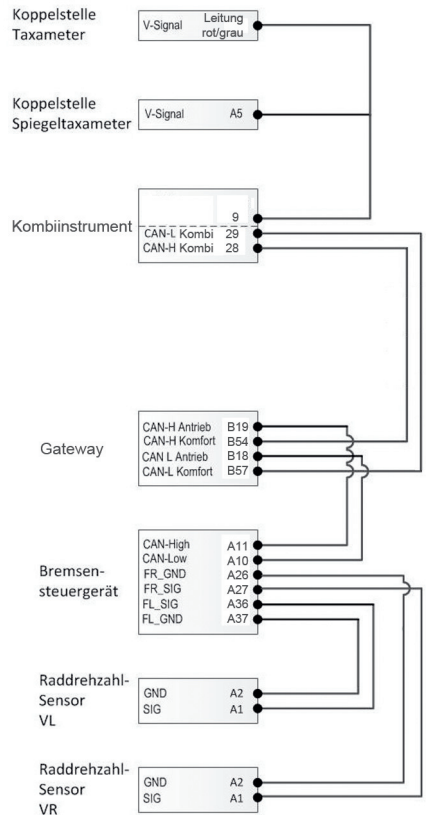 Koppelstelle
Taxameter
V-Signal Leitung
rot/grau
Koppelstelle
Spiegeltaxameter
V-Signal A5
Kombiinstrument
9
CAN-L Kombi 29
CAN-H Kombi 28
Gateway
CAN-H Antrieb B19
CAN-H Komfort B54
CAN L Antrieb B18
CAN-L Komfort B57
Bremsen-
steuergerät
CAN-High A11
CAN-Low A10
FR_GND A26
FR_SIG A27
FL_SIG A36
FL_GND A37
Raddrehzahl-
Sensor
VL
GND A2
SIG A1
Raddrehzahl-
Sensor
VR
GND A2
SIG A1